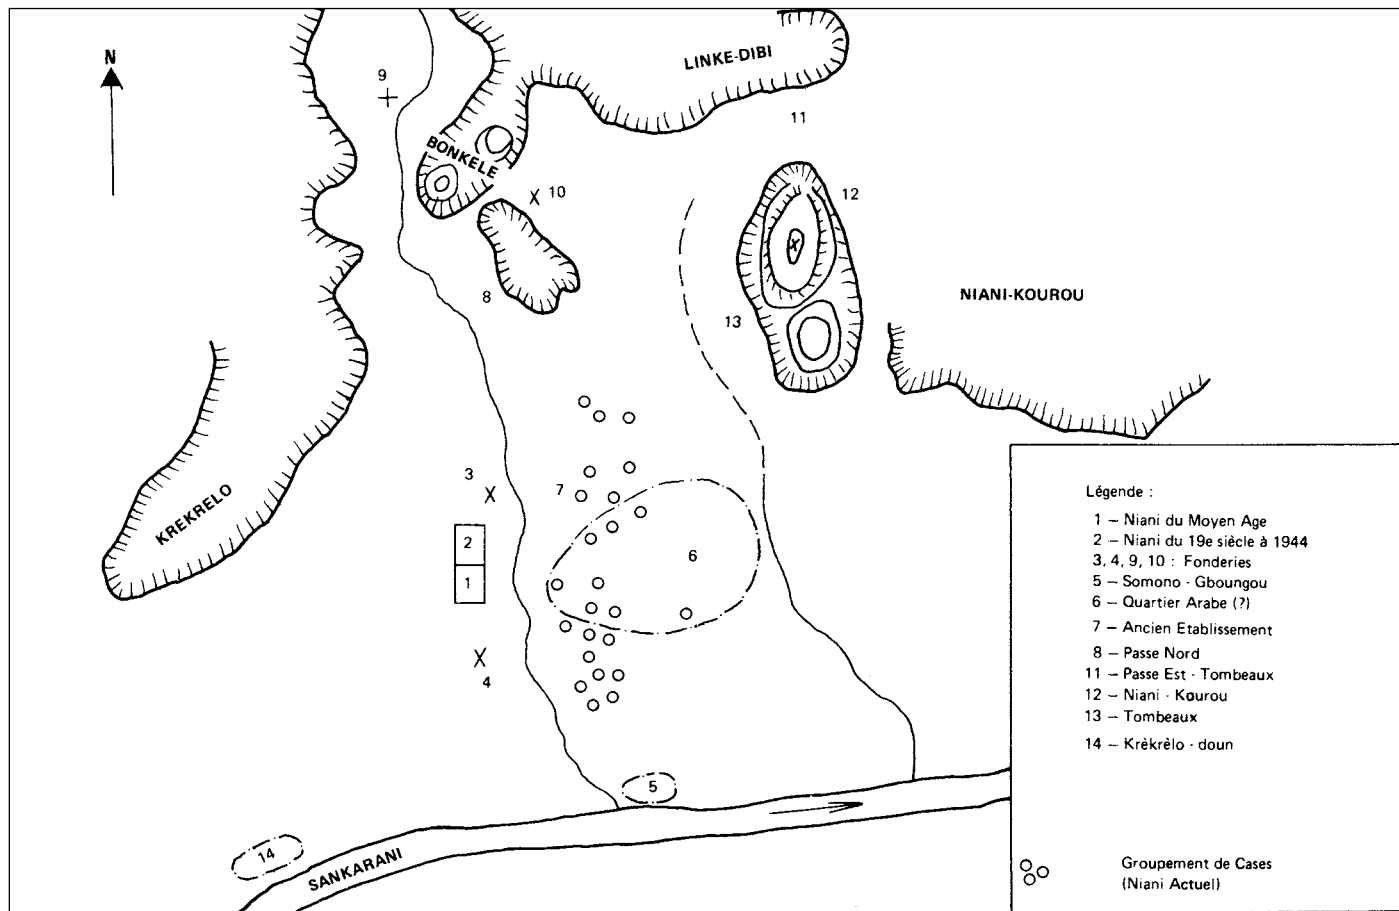 N
9
LINKE-DIBI
11
BONKELE
10
12
8
13
NIANI-KOUROU
KREKRELO
3
7
2
1
6
4
5
14
SANKARANI
Légende :
1 – Niani du Moyen Age
2 – Niani du 19e siècle à 1944
3, 4, 9, 10 : Fonderies
5 – Somono - Gboungou
6 – Quartier Arabe (?)
7 – Ancien Etablissement
8 – Passe Nord
11 – Passe Est - Tombeaux
12 – Niani - Kourou
13 – Tombeaux
14 – Krèkrèlo - doun
Groupement de Cases
(Niani Actuel)